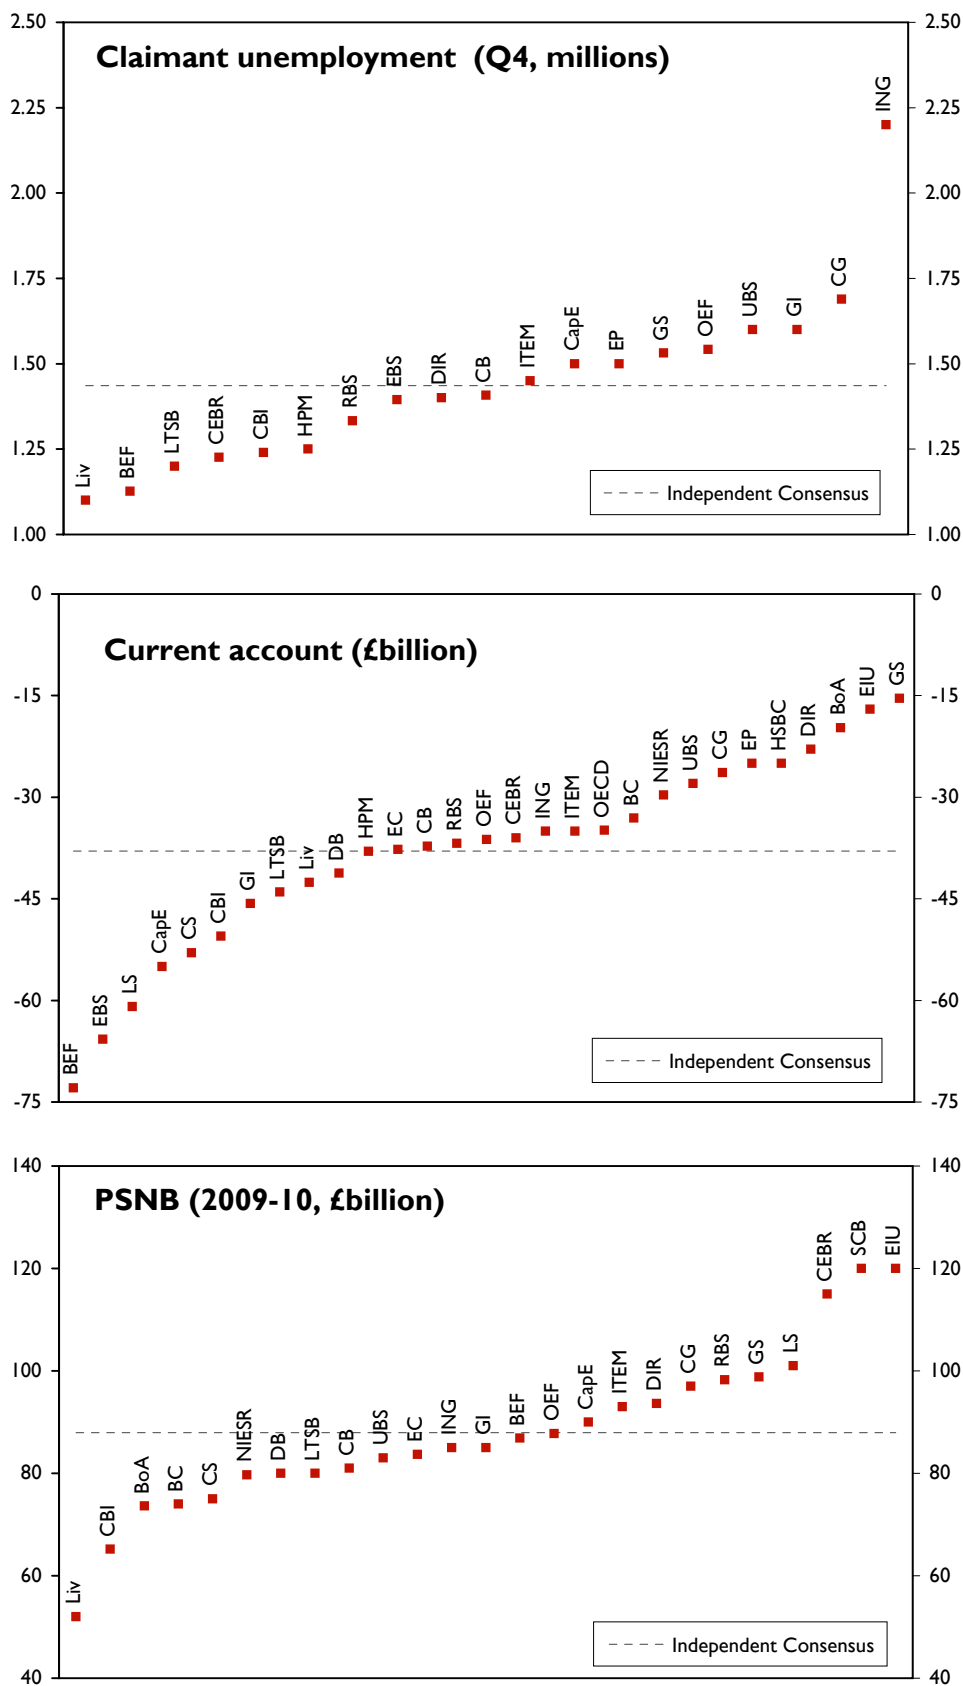 Claimant unemployment (Q4, millions)
2.50 2.50
2.25 2.25
2.00 2.00
1.75 1.75
1.50 1.50
1.25 1.25
1.00 1.00
Liv BEF LTSB CEBR CBI HPM RBS EBS DIR CB ITEM CapE EP GS OEF UBS GI CG ING
Independent Consensus
Current account (£billion)
0 0
-15 -15
-30 -30
-45 -45
-60 -60
-75 -75
BEF EBS LS CapE CS CBI GI LTSB Liv DB HPM EC CB RBS OEF CEBR ING ITEM OECD BC NIESR UBS CG EP HSBC DIR BoA EIU GS
Independent Consensus
PSNB (2009-10, £billion)
140 140
120 120
100 100
80 80
60 60
40 40
Liv CBI BoA BC CS NIESR DB LTSB CB UBS EC ING GI BEF OEF CapE ITEM DIR CG RBS GS LS CEBR SCB EIU
Independent Consensus